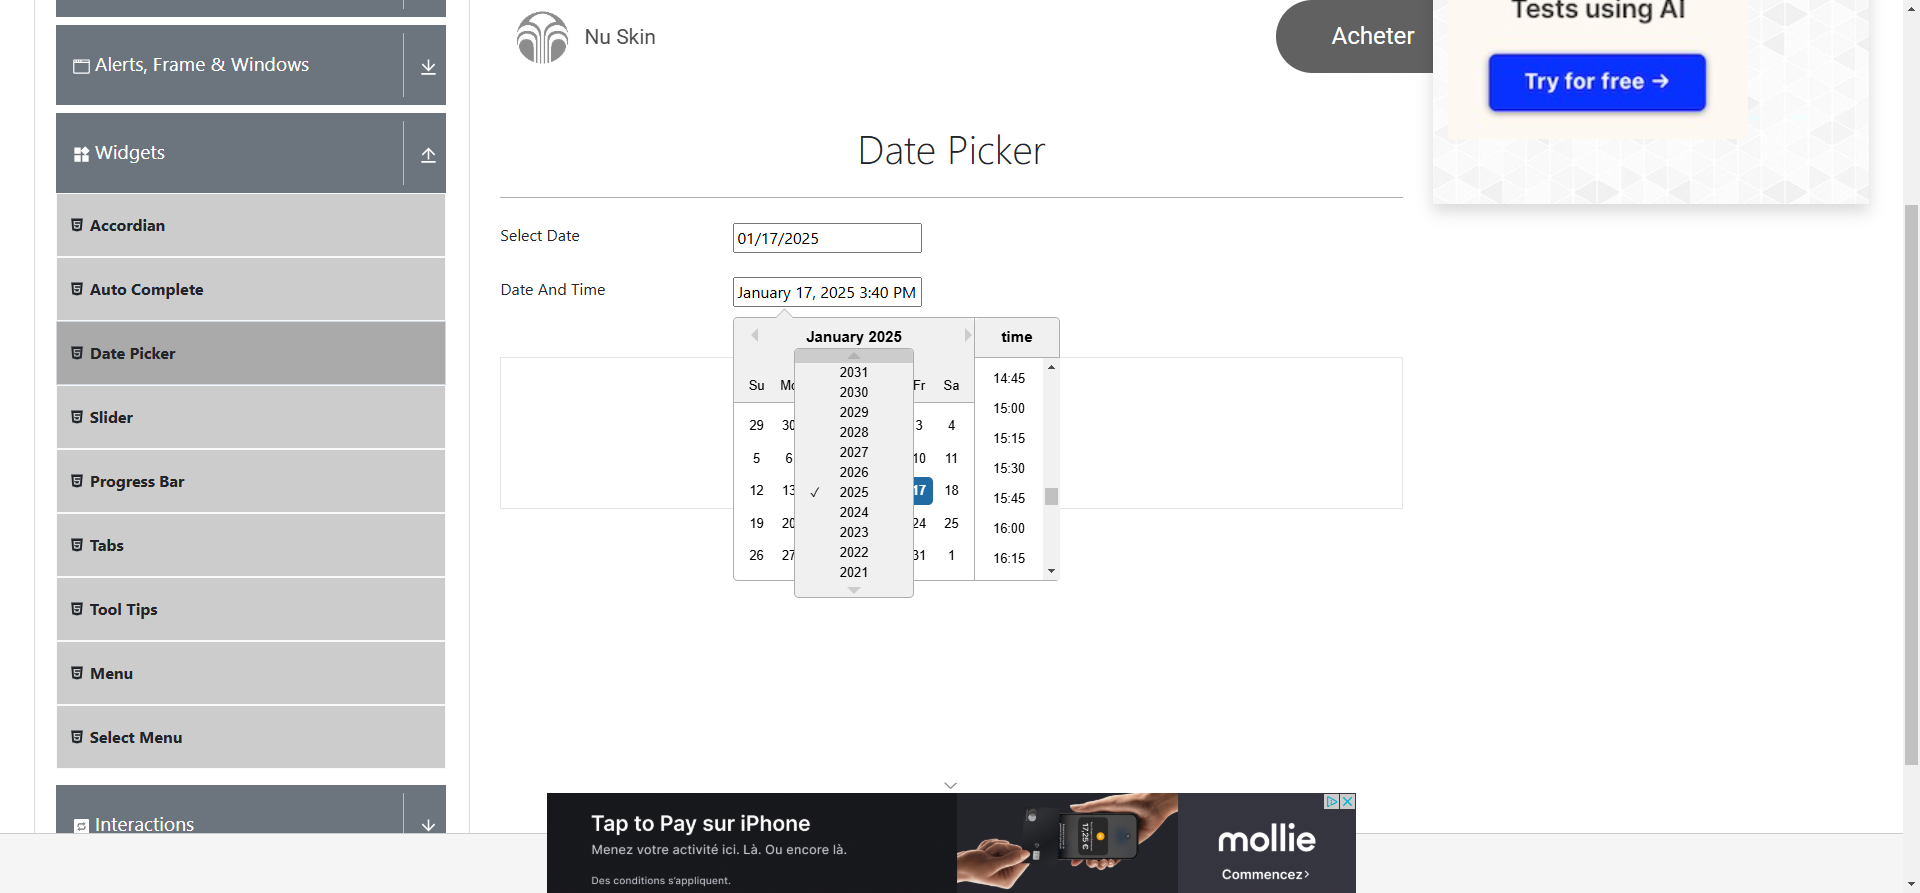 Alerts, Frame & Windows
Widgets
Accordian
Auto Complete
Date Picker
Slider
Progress Bar
Tabs
Tool Tips
Menu
Select Menu
Interactions
Nu Skin
Acheter
Tests using AI
Try for free →
Date Picker
Select Date
01/17/2025
Date And Time
January 17, 2025 3:40 PM
January 2025
time
2031
2030
2029
2028
2027
2026
✓ 2025
2024
2023
2022
2021
Su Mo Fr Sa
29 30 3 4
5 6 10 11
12 13 17 18
19 20 24 25
26 27 31 1
14:45
15:00
15:15
15:30
15:45
16:00
16:15
Tap to Pay sur iPhone
Menez votre activité ici. Là. Ou encore là.
Des conditions s'appliquent.
17,25 €
mollie
Commencez>